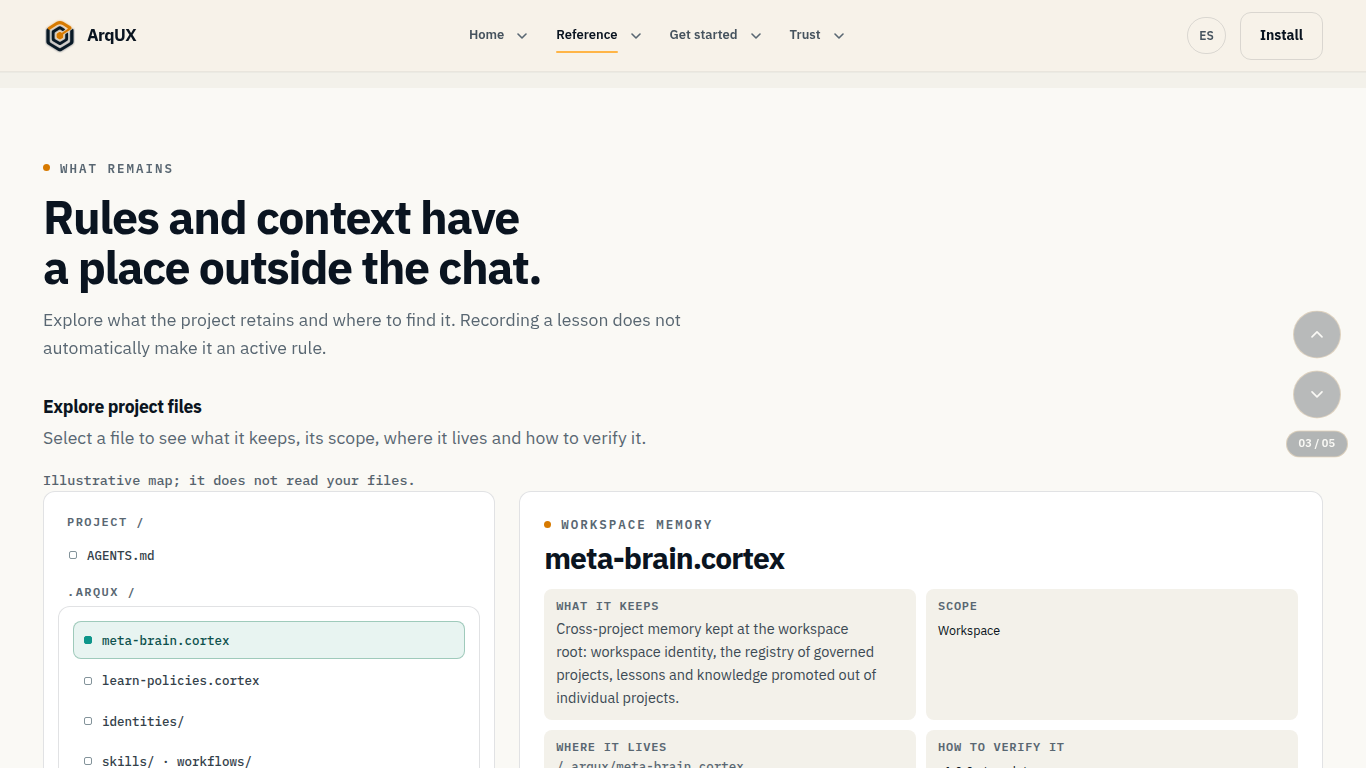 ArqUX
Home
Reference
Get started
Trust
ES
Install
WHAT REMAINS
Rules and context have
a place outside the chat.
Explore what the project retains and where to find it. Recording a lesson does not
automatically make it an active rule.
Explore project files
Select a file to see what it keeps, its scope, where it lives and how to verify it.
Illustrative map; it does not read your files.
PROJECT /
AGENTS.md
.ARQUX /
meta-brain.cortex
learn-policies.cortex
identities/
skills/ · workflows/
WORKSPACE MEMORY
meta-brain.cortex
WHAT IT KEEPS
Cross-project memory kept at the workspace
root: workspace identity, the registry of governed
projects, lessons and knowledge promoted out of
individual projects.
SCOPE
Workspace
WHERE IT LIVES
/.arqux/meta-brain.cortex
HOW TO VERIFY IT
03 / 05